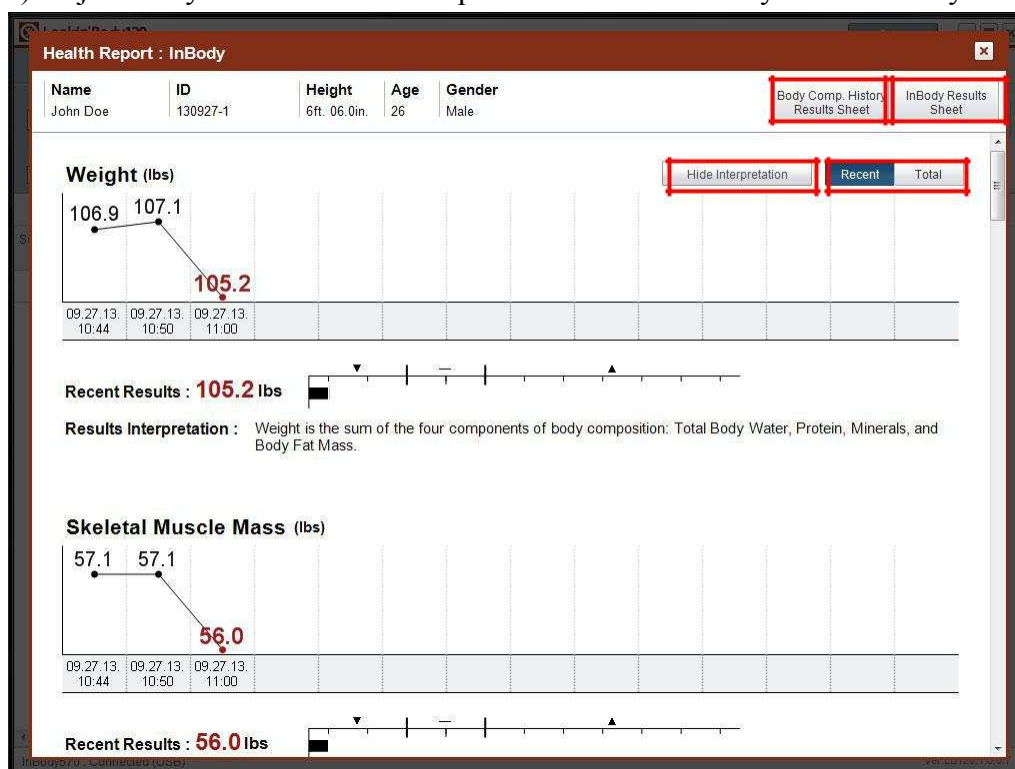 Health Report : InBody
Name ID Height Age Gender
John Doe 130927-1 6ft. 06.0in. 26 Male
Body Comp. History
Results Sheet
InBody Results
Sheet
Weight (lbs)
Hide Interpretation Recent Total
106.9 107.1
105.2
09.27.13. 09.27.13. 09.27.13.
10:44 10:50 11:00
Recent Results : 105.2 lbs
Results Interpretation : Weight is the sum of the four components of body composition: Total Body Water, Protein, Minerals, and
Body Fat Mass.
Skeletal Muscle Mass (lbs)
57.1 57.1
56.0
09.27.13. 09.27.13. 09.27.13.
10:44 10:50 11:00
Recent Results : 56.0 lbs
InBody570 : Connected (USB)